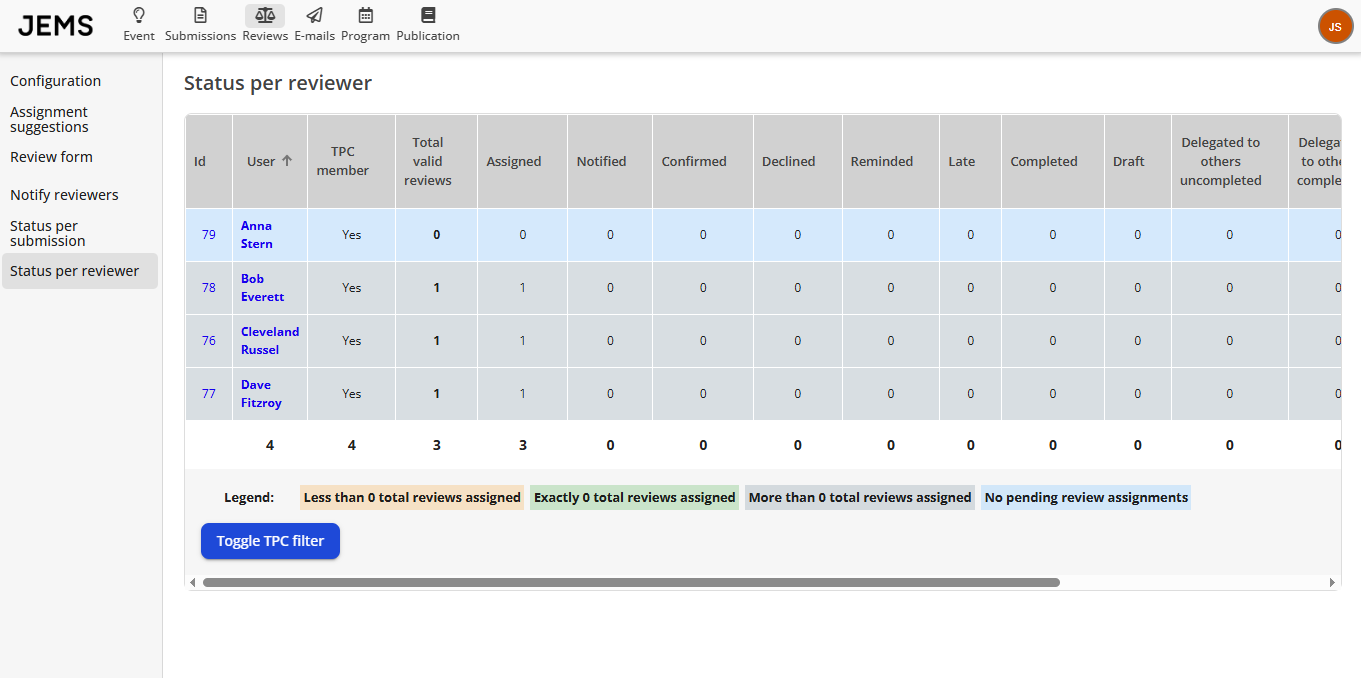 JEMS
Event
Submissions
Reviews
E-mails
Program
Publication
JS
Configuration
Assignment
suggestions
Review form
Notify reviewers
Status per
submission
Status per reviewer
Status per reviewer
Id
User
TPC
member
Total
valid
reviews
Assigned
Notified
Confirmed
Declined
Reminded
Late
Completed
Draft
Delegated to
others
uncompleted
79
Anna
Stern
Yes
0
0
0
0
0
0
0
0
0
0
0
78
Bob
Everett
Yes
1
1
0
0
0
0
0
0
0
0
0
76
Cleveland
Russel
Yes
1
1
0
0
0
0
0
0
0
0
0
77
Dave
Fitzroy
Yes
1
1
0
0
0
0
0
0
0
0
0
4
4
3
3
0
0
0
0
0
0
0
0
0
Legend:
Less than 0 total reviews assigned
Exactly 0 total reviews assigned
More than 0 total reviews assigned
No pending review assignments
Toggle TPC filter